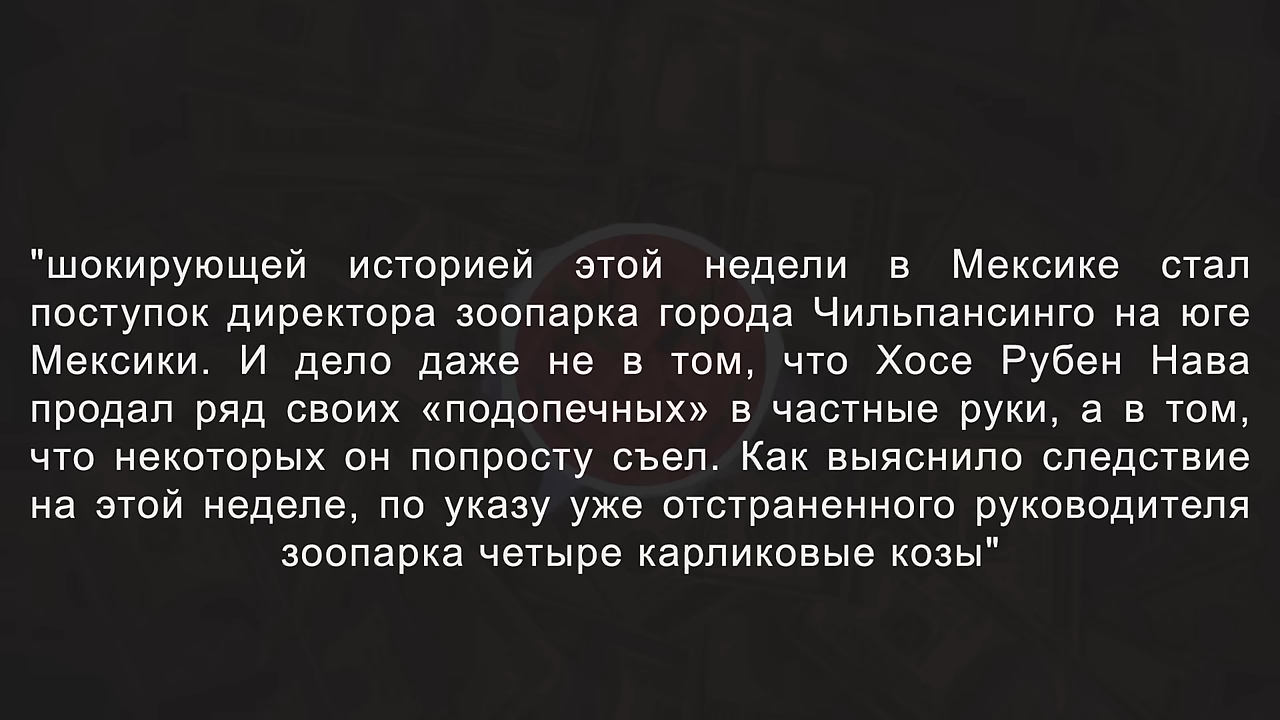 "шокирующей историей этой недели в Мексике стал
поступок директора зоопарка города Чильпансинго на юге
Мексики. И дело даже не в том, что Хосе Рубен Нава
продал ряд своих «подопечных» в частные руки, а в том,
что некоторых он попросту съел. Как выяснило следствие
на этой неделе, по указу уже отстраненного руководителя
зоопарка четыре карликовые козы"